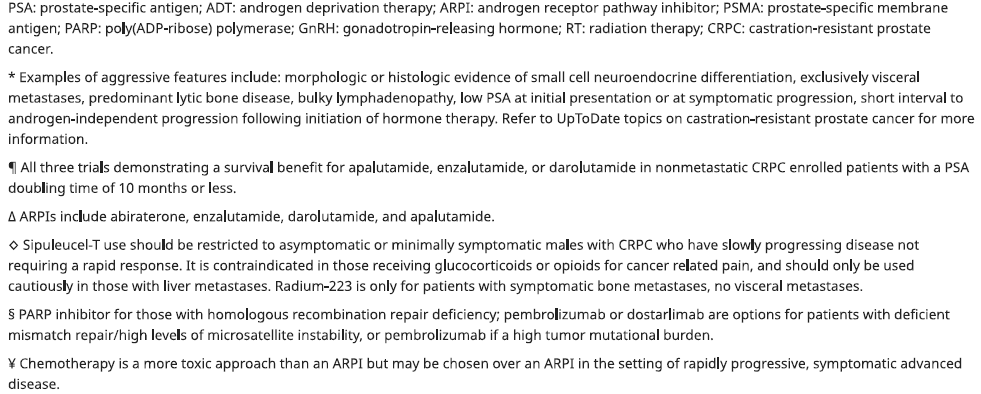 PSA: prostate-specific antigen; ADT: androgen deprivation therapy; ARPI: androgen receptor pathway inhibitor; PSMA: prostate-specific membrane
antigen; PARP: poly(ADP-ribose) polymerase; GnRH: gonadotropin-releasing hormone; RT: radiation therapy; CRPC: castration-resistant prostate
cancer.
* Examples of aggressive features include: morphologic or histologic evidence of small cell neuroendocrine differentiation, exclusively visceral
metastases, predominant lytic bone disease, bulky lymphadenopathy, low PSA at initial presentation or at symptomatic progression, short interval to
androgen-independent progression following initiation of hormone therapy. Refer to UpToDate topics on castration-resistant prostate cancer for more
information.
¶ All three trials demonstrating a survival benefit for apalutamide, enzalutamide, or darolutamide in nonmetastatic CRPC enrolled patients with a PSA
doubling time of 10 months or less.
Δ ARPIs include abiraterone, enzalutamide, darolutamide, and apalutamide.
◇ Sipuleucel-T use should be restricted to asymptomatic or minimally symptomatic males with CRPC who have slowly progressing disease not
requiring a rapid response. It is contraindicated in those receiving glucocorticoids or opioids for cancer related pain, and should only be used
cautiously in those with liver metastases. Radium-223 is only for patients with symptomatic bone metastases, no visceral metastases.
§ PARP inhibitor for those with homologous recombination repair deficiency; pembrolizumab or dostarlimab are options for patients with deficient
mismatch repair/high levels of microsatellite instability, or pembrolizumab if a high tumor mutational burden.
¥ Chemotherapy is a more toxic approach than an ARPI but may be chosen over an ARPI in the setting of rapidly progressive, symptomatic advanced
disease.